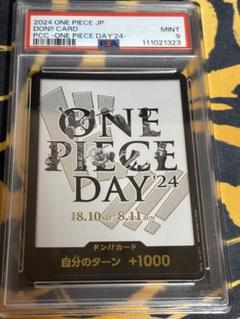 2024 ONE PIECE JP
DON!! CARD
PCC -ONE PIECE DAY'24-
MINT
9
PSA
111021323
ONE
PIECE
DAY'24
8.10 SAT - 8.11 SUN
ドン!!カード
自分のターン +1000